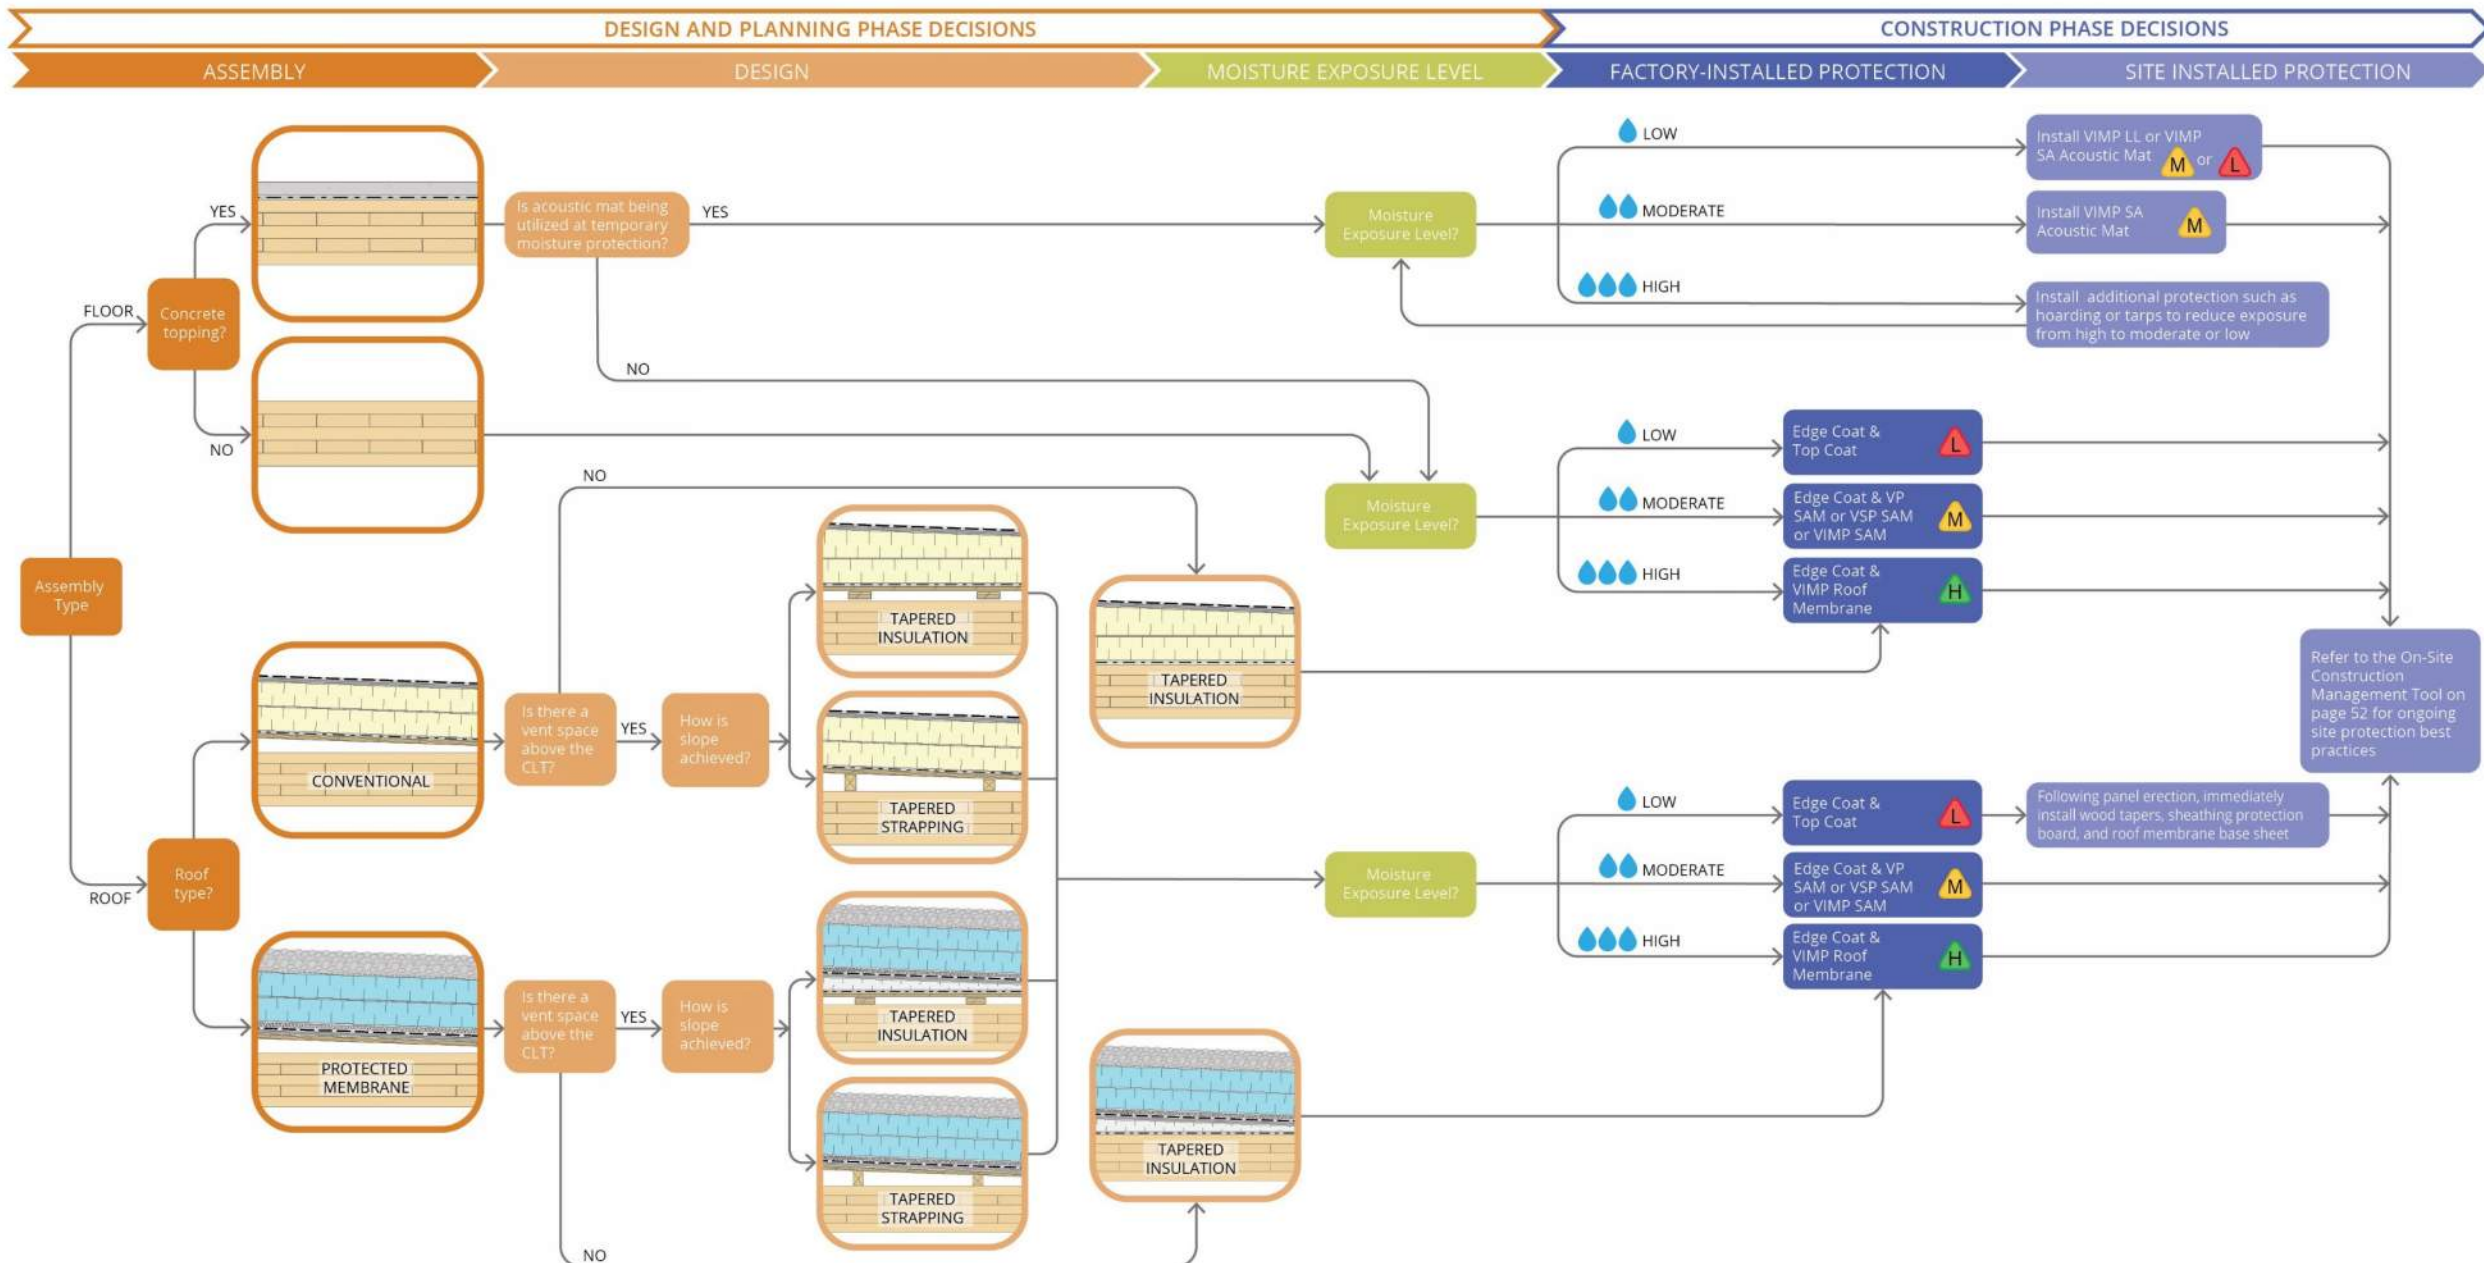 DESIGN AND PLANNING PHASE DECISIONS
CONSTRUCTION PHASE DECISIONS
ASSEMBLY
DESIGN
MOISTURE EXPOSURE LEVEL
FACTORY-INSTALLED PROTECTION
SITE INSTALLED PROTECTION
Assembly
Type
FLOOR
Concrete
topping?
YES
NO
Is acoustic mat being
utilized at temporary
moisture protection?
YES
NO
Moisture
Exposure Level?
LOW
MODERATE
HIGH
Install VIMP LL or VIMP
SA Acoustic Mat M or L
Install VIMP SA
Acoustic Mat M
Install additional protection such as
hoarding or tarps to reduce exposure
from high to moderate or low
Moisture
Exposure Level?
LOW
MODERATE
HIGH
Edge Coat &
Top Coat L
Edge Coat & VP
SAM or VSP SAM
or VIMP SAM M
Edge Coat &
VIMP Roof
Membrane H
ROOF
Roof
type?
CONVENTIONAL
Is there a
vent space
above the
CLT?
NO
YES
How is
slope
achieved?
TAPERED
INSULATION
TAPERED
STRAPPING
TAPERED
INSULATION
PROTECTED
MEMBRANE
Is there a
vent space
above the
CLT?
YES
NO
How is
slope
achieved?
TAPERED
INSULATION
TAPERED
STRAPPING
TAPERED
INSULATION
Moisture
Exposure Level?
LOW
MODERATE
HIGH
Edge Coat &
Top Coat L
Following panel erection, immediately
install wood tapers, sheathing protection
board, and roof membrane base sheet
Edge Coat & VP
SAM or VSP SAM
or VIMP SAM M
Edge Coat &
VIMP Roof
Membrane H
Refer to the On-Site
Construction
Management Tool on
page 52 for ongoing
site protection best
practices